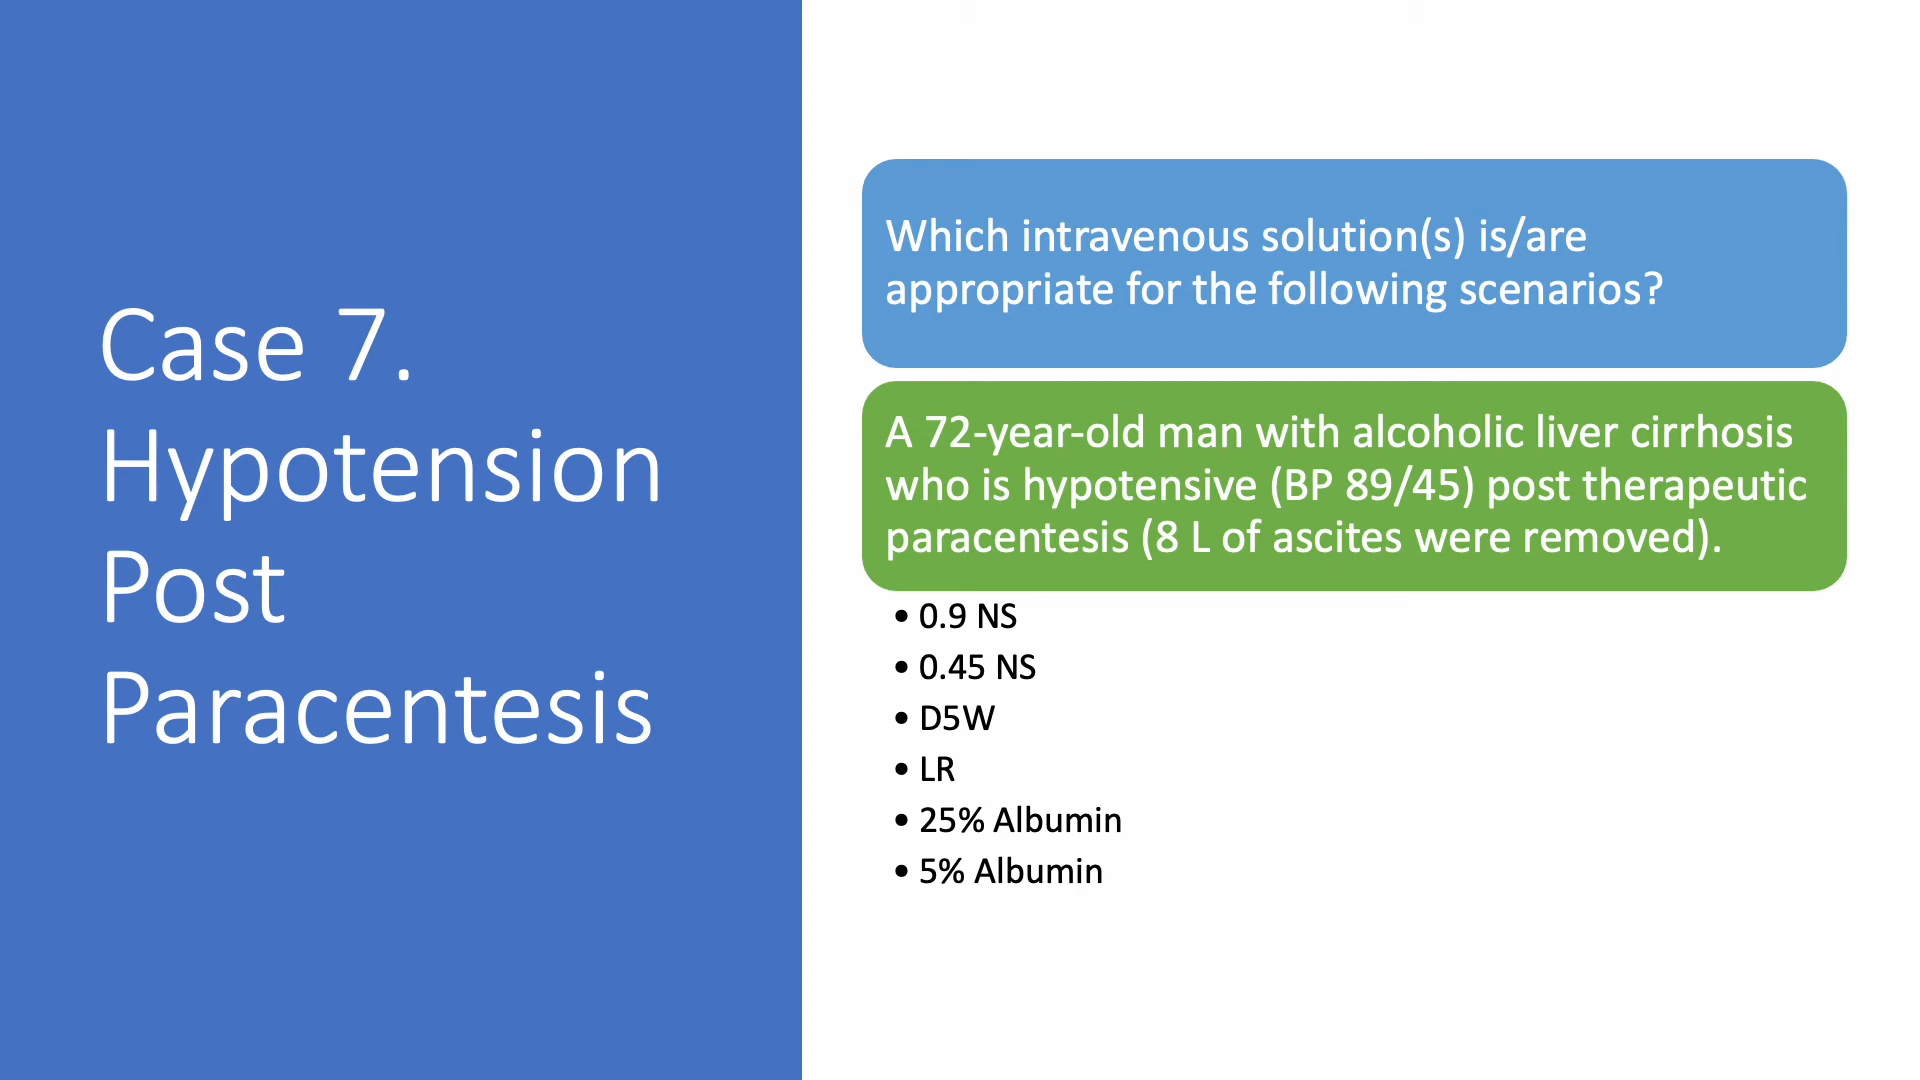 Case 7.
Hypotension
Post
Paracentesis
Which intravenous solution(s) is/are
appropriate for the following scenarios?
A 72-year-old man with alcoholic liver cirrhosis
who is hypotensive (BP 89/45) post therapeutic
paracentesis (8 L of ascites were removed).
• 0.9 NS
• 0.45 NS
• D5W
• LR
• 25% Albumin
• 5% Albumin